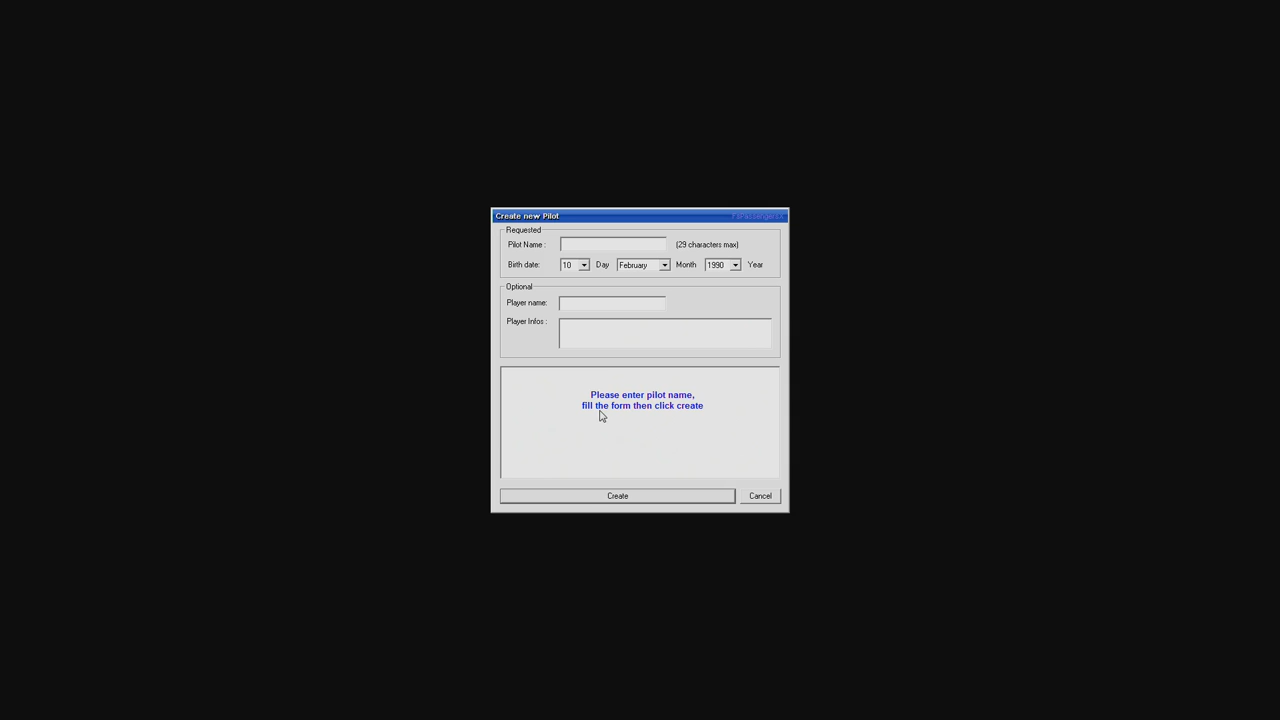 Create new Pilot FsPassengersX
Requested
Pilot Name : (29 characters max)
Birth date: 10 Day February Month 1990 Year
Optional
Player name:
Player Infos :
Please enter pilot name,
fill the form then click create
Create Cancel